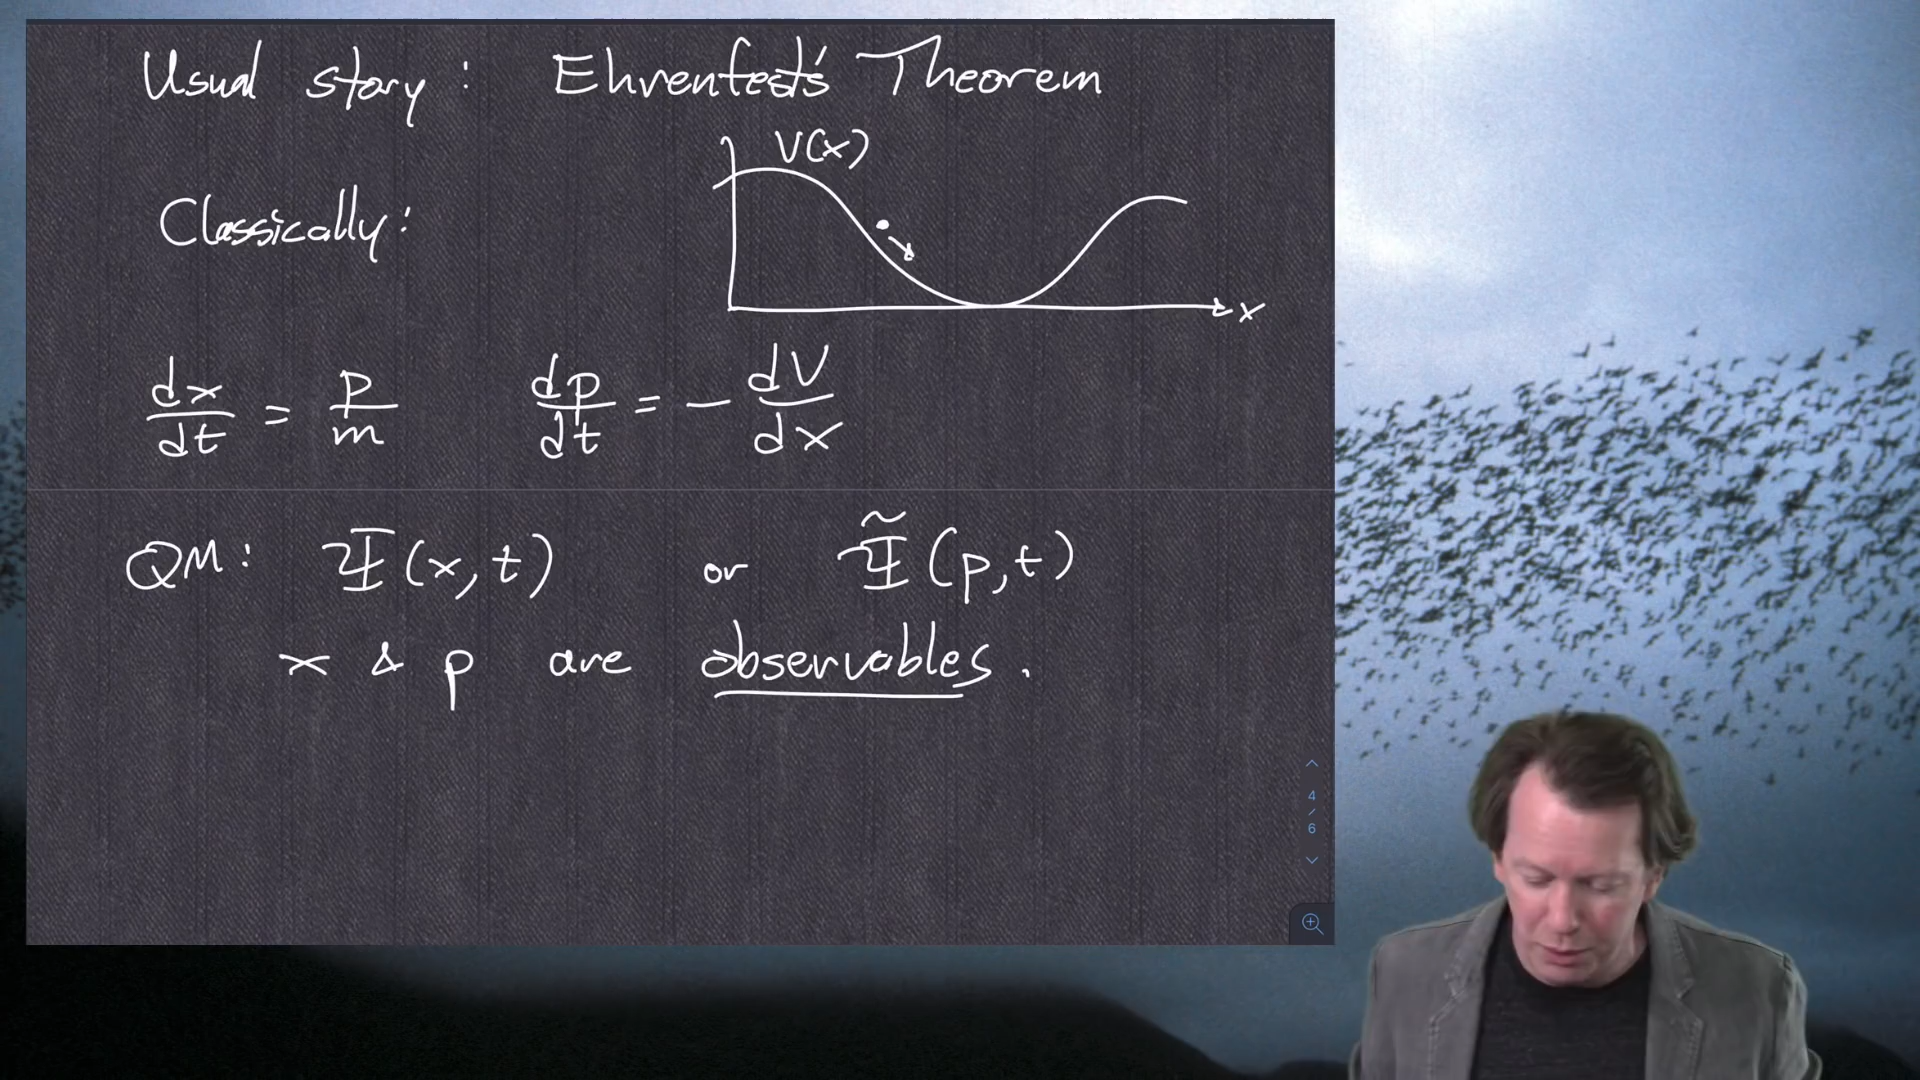 Usual story: Ehrenfest's Theorem
V(x)
Classically:
x
dx/dt = p/m dp/dt = - dV/dx
QM: Ψ(x,t) or Ψ̃(p,t)
x & p are observables.
4
/
6